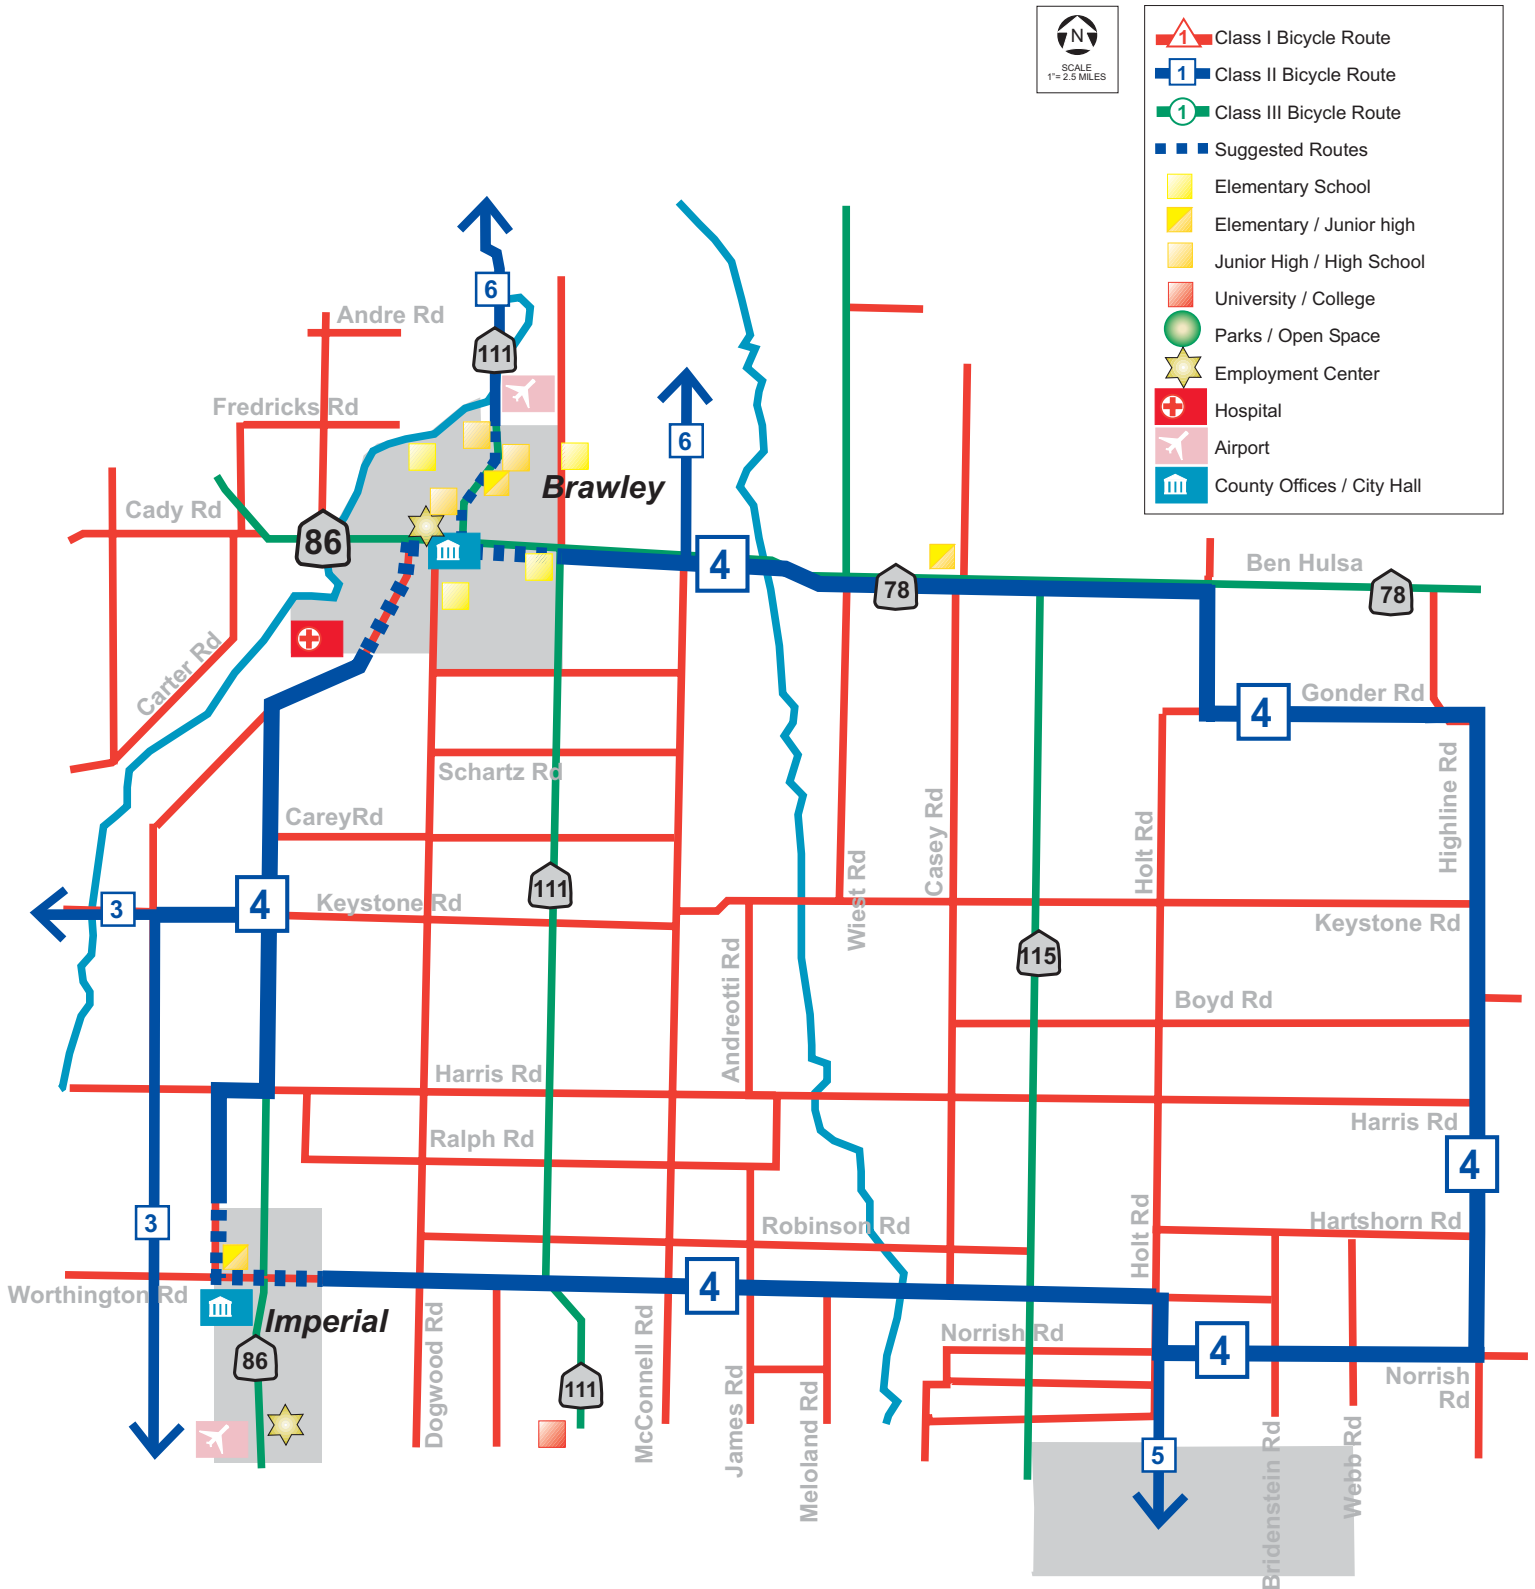 N
SCALE
1"= 2.5 MILES
1 Class I Bicycle Route
1 Class II Bicycle Route
1 Class III Bicycle Route
Suggested Routes
Elementary School
Elementary / Junior high
Junior High / High School
University / College
Parks / Open Space
Employment Center
Hospital
Airport
County Offices / City Hall
6
Andre Rd
111
Fredricks Rd
6
Brawley
Cady Rd
86
4
78
Ben Hulsa
78
Carter Rd
Gonder Rd
4
Schartz Rd
CareyRd
Casey Rd
Holt Rd
Highline Rd
111
3
4
Keystone Rd
Wiest Rd
Keystone Rd
Andreotti Rd
115
Boyd Rd
Harris Rd
Harris Rd
Ralph Rd
4
3
Robinson Rd
Holt Rd
Hartshorn Rd
Worthington Rd
4
Imperial
Norrish Rd
4
86
111
Dogwood Rd
McConnell Rd
James Rd
Meloland Rd
Norrish
Rd
5
Bridenstein Rd
Webb Rd